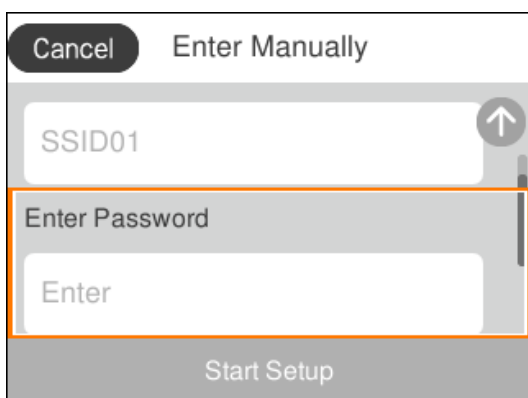 Cancel Enter Manually
SSID01
Enter Password
Enter
Start Setup